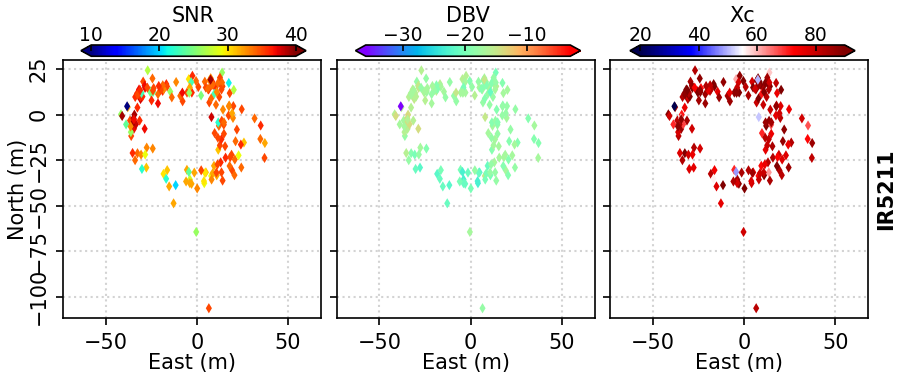 SNR DBV Xc
10 20 30 40 −30 −20 −10 20 40 60 80
25
0
−25
−50
−75
−100
North (m)
−50 0 50 −50 0 50 −50 0 50
East (m) East (m) East (m)
IR5211